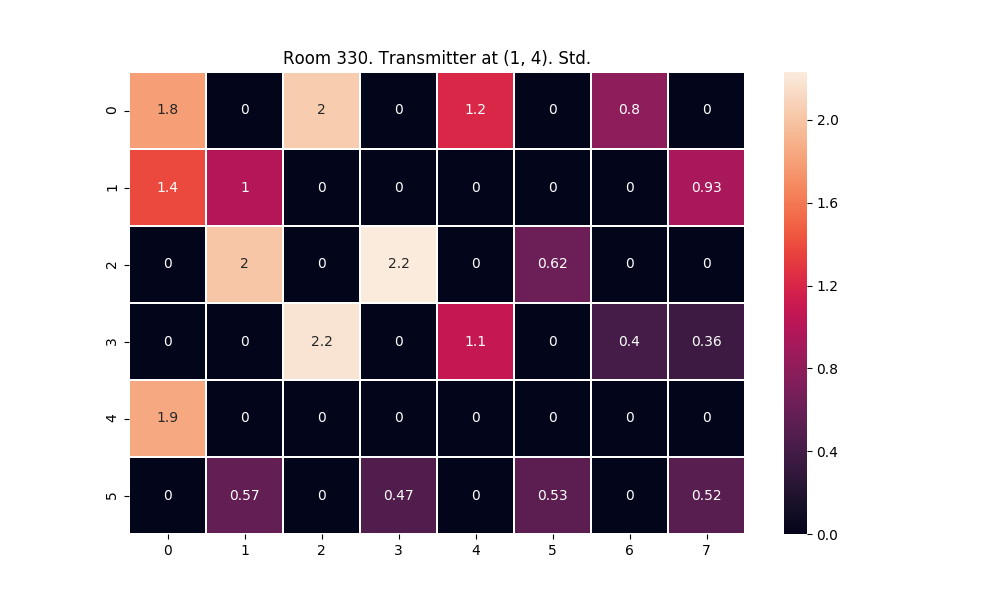 Room 330. Transmitter at (1, 4). Std.
0 1.8 0 2 0 1.2 0 0.8 0
1 1.4 1 0 0 0 0 0 0.93
2 0 2 0 2.2 0 0.62 0 0
3 0 0 2.2 0 1.1 0 0.4 0.36
4 1.9 0 0 0 0 0 0 0
5 0 0.57 0 0.47 0 0.53 0 0.52
0 1 2 3 4 5 6 7
2.0
1.6
1.2
0.8
0.4
0.0